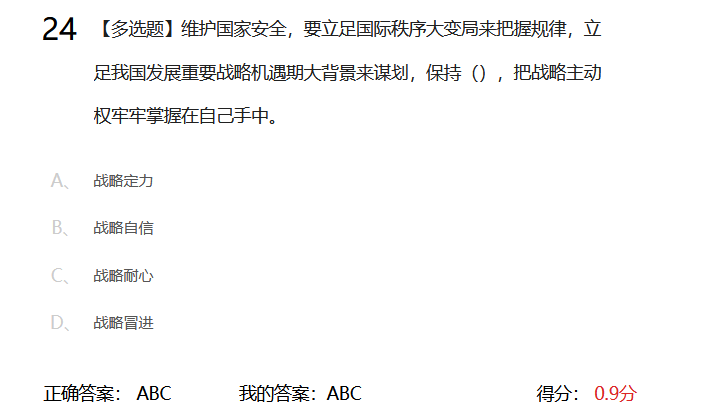 24 【多选题】维护国家安全，要立足国际秩序大变局来把握规律，立
足我国发展重要战略机遇期大背景来谋划，保持（），把战略主动
权牢牢掌握在自己手中。
A、 战略定力
B、 战略自信
C、 战略耐心
D、 战略冒进
正确答案： ABC 我的答案：ABC 得分： 0.9分